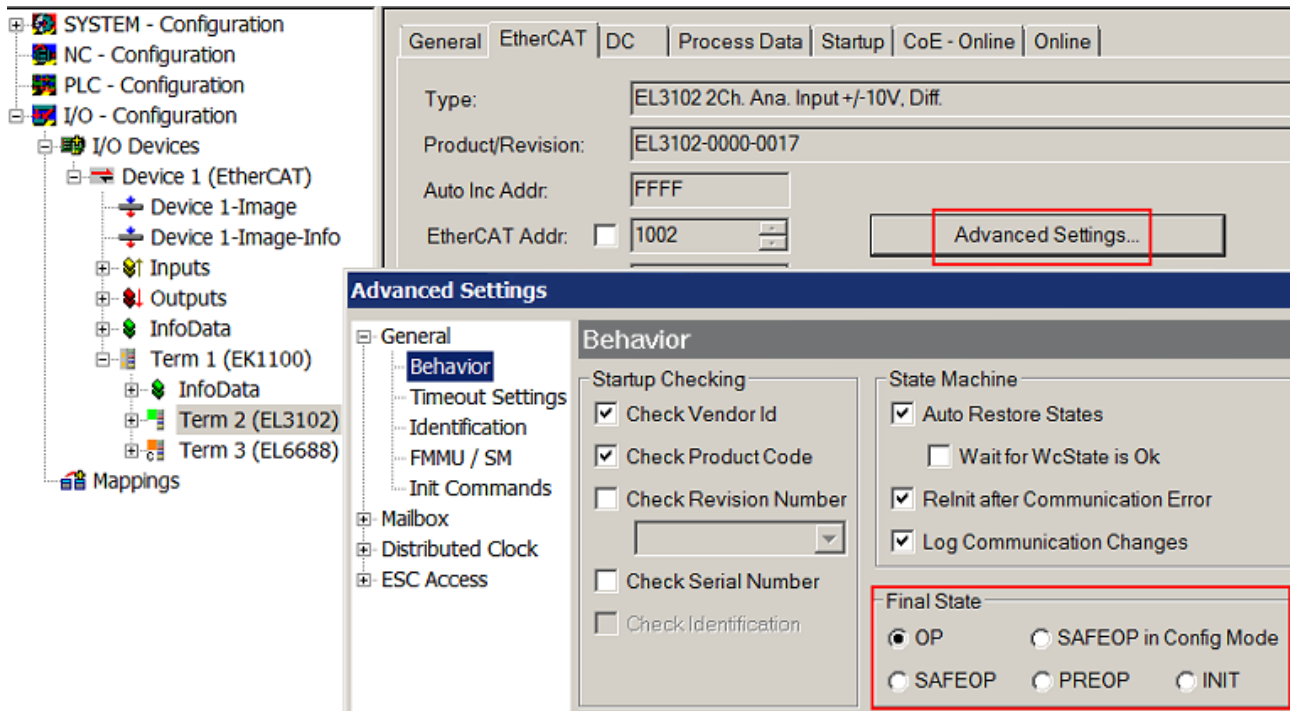 SYSTEM - Configuration
NC - Configuration
PLC - Configuration
I/O - Configuration
I/O Devices
Device 1 (EtherCAT)
Device 1-Image
Device 1-Image-Info
Inputs
Outputs
InfoData
Term 1 (EK1100)
InfoData
Term 2 (EL3102)
Term 3 (EL6688)
Mappings
General EtherCAT DC Process Data Startup CoE - Online Online
Type: EL3102 2Ch. Ana. Input +/-10V, Diff.
Product/Revision: EL3102-0000-0017
Auto Inc Addr: FFFF
EtherCAT Addr: 1002 Advanced Settings...
Advanced Settings
General
Behavior
Timeout Settings
Identification
FMMU / SM
Init Commands
Mailbox
Distributed Clock
ESC Access
Behavior
Startup Checking
Check Vendor Id
Check Product Code
Check Revision Number
Check Serial Number
Check Identification
State Machine
Auto Restore States
Wait for WcState is Ok
ReInit after Communication Error
Log Communication Changes
Final State
OP SAFEOP in Config Mode
SAFEOP PREOP INIT